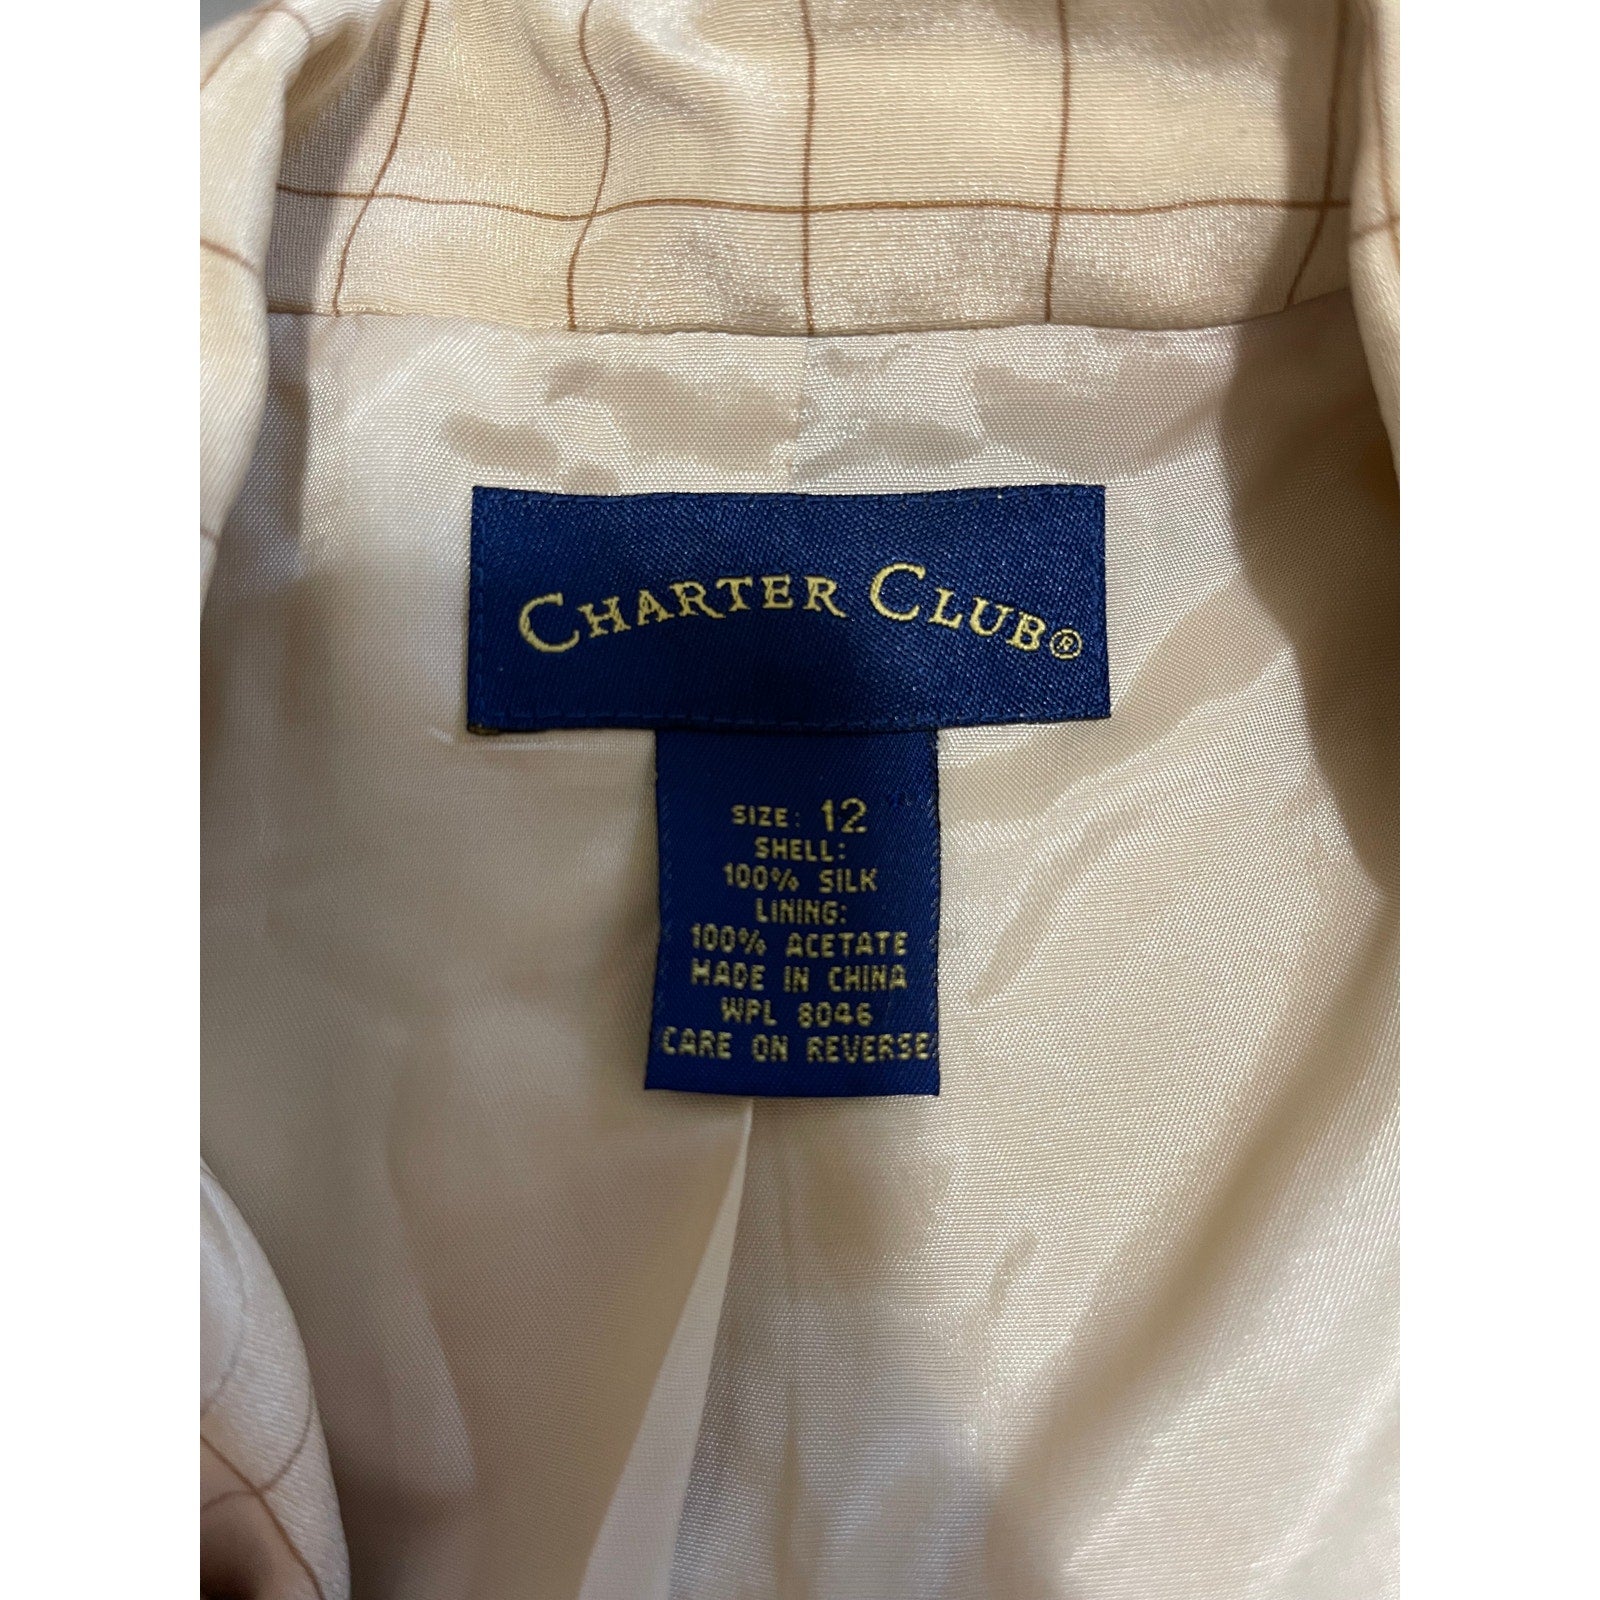 CHARTER CLUB®
SIZE: 12
SHELL:
100% SILK
LINING:
100% ACETATE
MADE IN CHINA
WPL 8046
CARE ON REVERSE